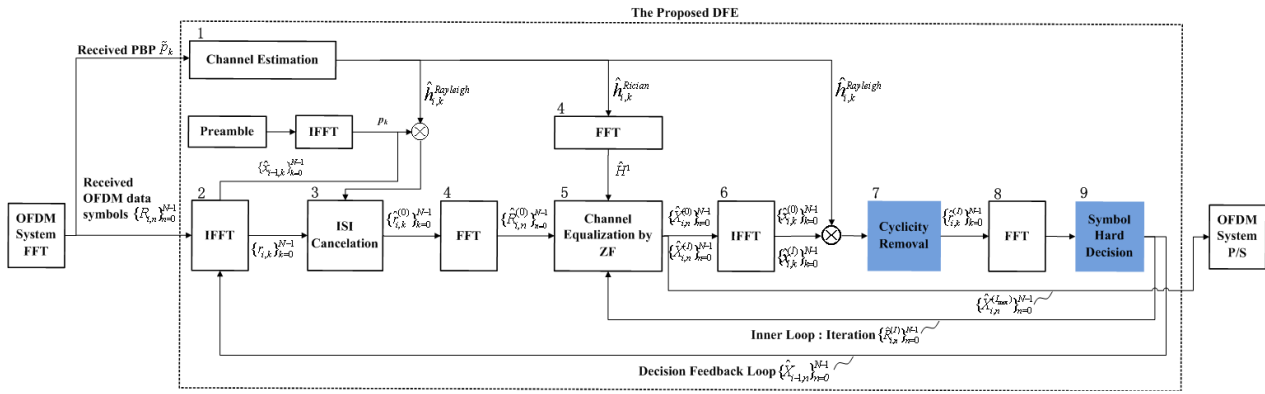 The Proposed DFE
1
Received PBP p̃_k
Channel Estimation
ĥ_{i,k}^{Rayleigh}
ĥ_{i,k}^{Rician}
ĥ_{i,k}^{Rayleigh}
4
FFT
Preamble
IFFT
p_k
{x̂_{i-1,k}}_{k=0}^{N-1}
Ĥ^1
Received
OFDM data
symbols {R_{i,n}}_{n=0}^{N-1}
OFDM
System
FFT
2
IFFT
{r_{i,k}}_{k=0}^{N-1}
3
ISI
Cancelation
{r̂_{i,k}^{(0)}}_{k=0}^{N-1}
4
FFT
{R̂_{i,n}^{(0)}}_{n=0}^{N-1}
5
Channel
Equalization by
ZF
{X̂_{i,n}^{(0)}}_{n=0}^{N-1}
{X̂_{i,n}^{(I)}}_{n=0}^{N-1}
6
IFFT
{x̂_{i,k}^{(0)}}_{k=0}^{N-1}
{x̂_{i,k}^{(I)}}_{k=0}^{N-1}
7
Cyclicity
Removal
{r̂_{i,k}^{(I)}}_{k=0}^{N-1}
8
FFT
9
Symbol
Hard
Decision
OFDM
System
P/S
{X̂_{i,n}^{(I_{max})}}_{n=0}^{N-1}
Inner Loop : Iteration {R̂_{i,n}^{(I)}}_{n=0}^{N-1}
Decision Feedback Loop {X̂_{i-1,n}}_{n=0}^{N-1}